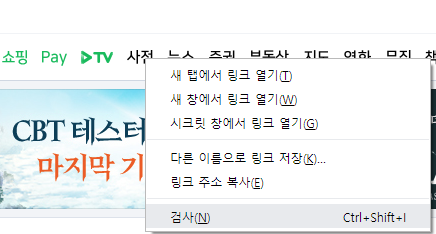 쇼핑 Pay TV 사전 뉴스 증권 부동산 지도 영화 뮤직
새 탭에서 링크 열기(T)
새 창에서 링크 열기(W)
시크릿 창에서 링크 열기(G)
다른 이름으로 링크 저장(K)...
링크 주소 복사(E)
검사(N) Ctrl+Shift+I
CBT 테스터
마지막 기